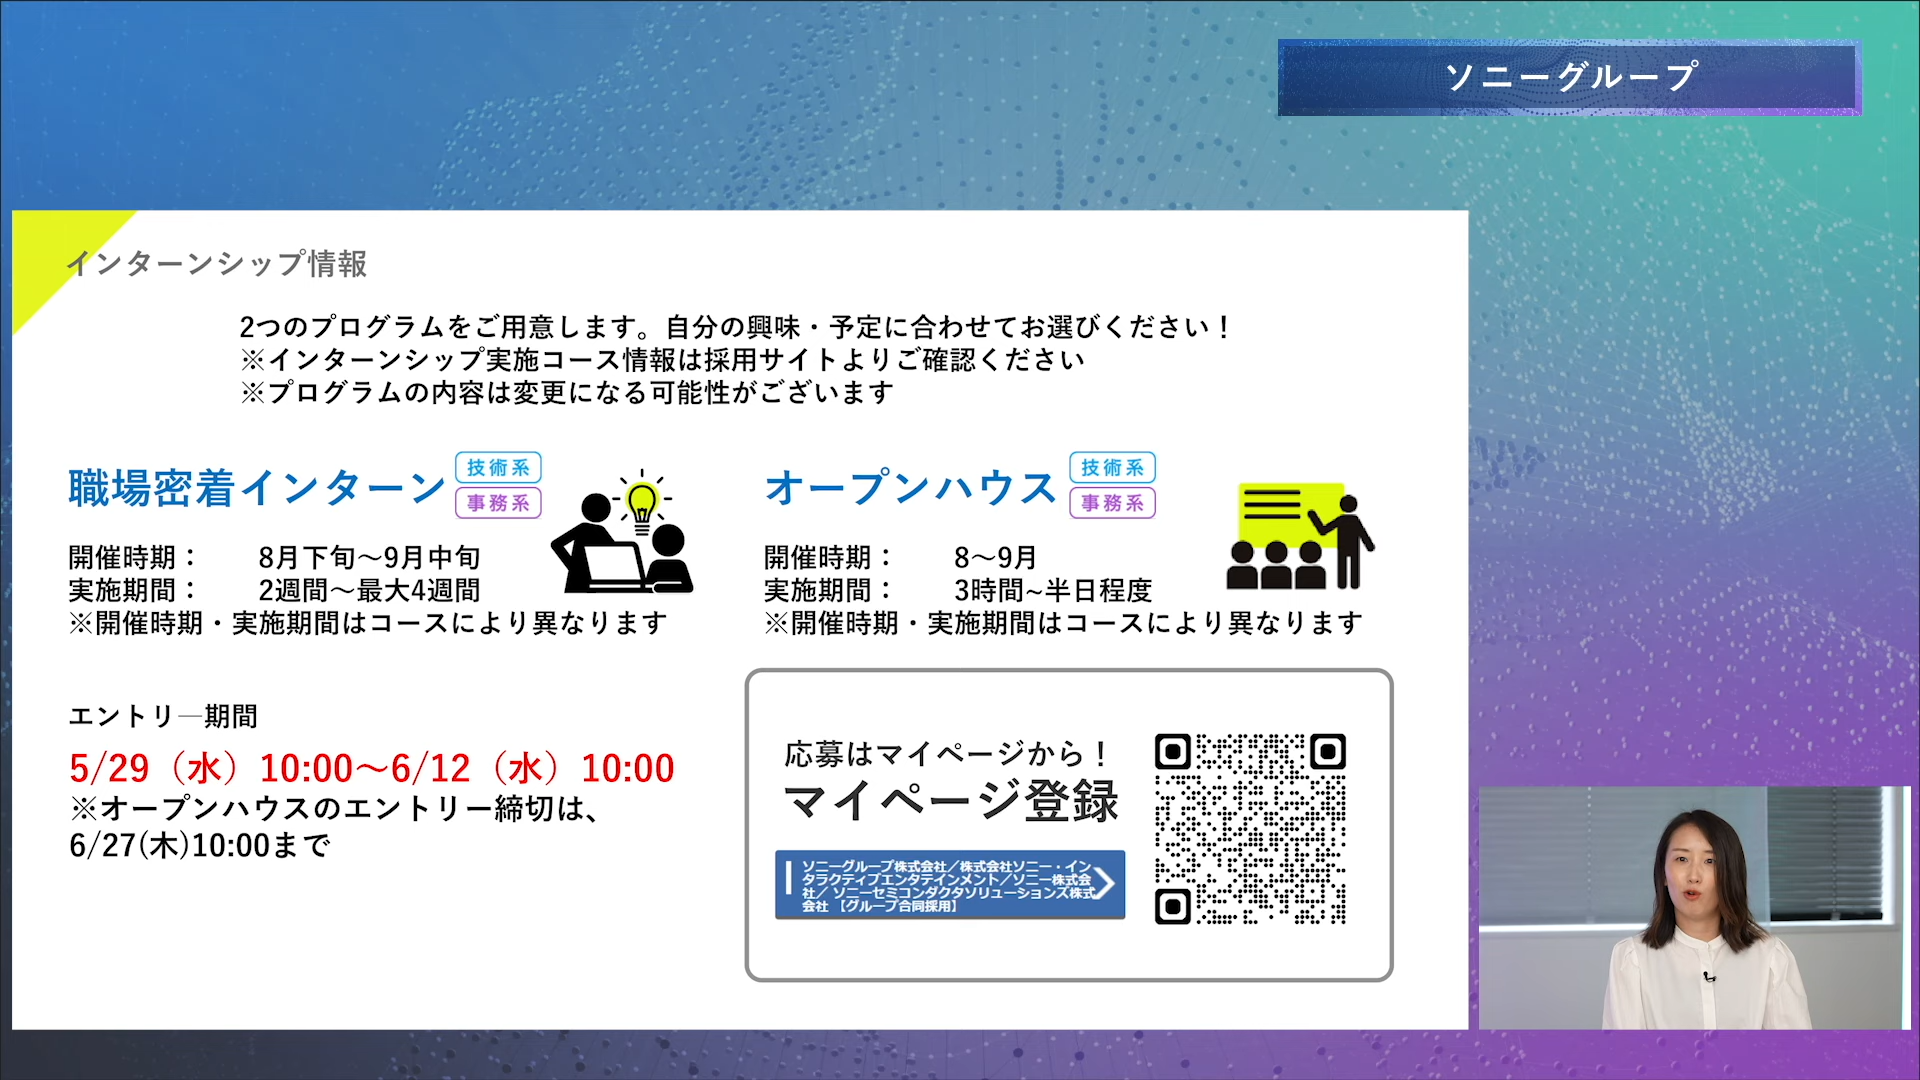 ソニーグループ
インターンシップ情報
2つのプログラムをご用意します。自分の興味・予定に合わせてお選びください！
※インターンシップ実施コース情報は採用サイトよりご確認ください
※プログラムの内容は変更になる可能性がございます
職場密着インターン
技術系
事務系
開催時期： 8月下旬～9月中旬
実施期間： 2週間～最大4週間
※開催時期・実施期間はコースにより異なります
オープンハウス
技術系
事務系
開催時期： 8～9月
実施期間： 3時間~半日程度
※開催時期・実施期間はコースにより異なります
エントリ―期間
5/29（水）10:00～6/12（水）10:00
※オープンハウスのエントリー締切は、
6/27(木)10:00まで
応募はマイページから！
マイページ登録
ソニーグループ株式会社／株式会社ソニー・イン
タラクティブエンタテインメント／ソニー株式会
社／ ソニーセミコンダクタソリューションズ株式
会社 【グループ合同採用】